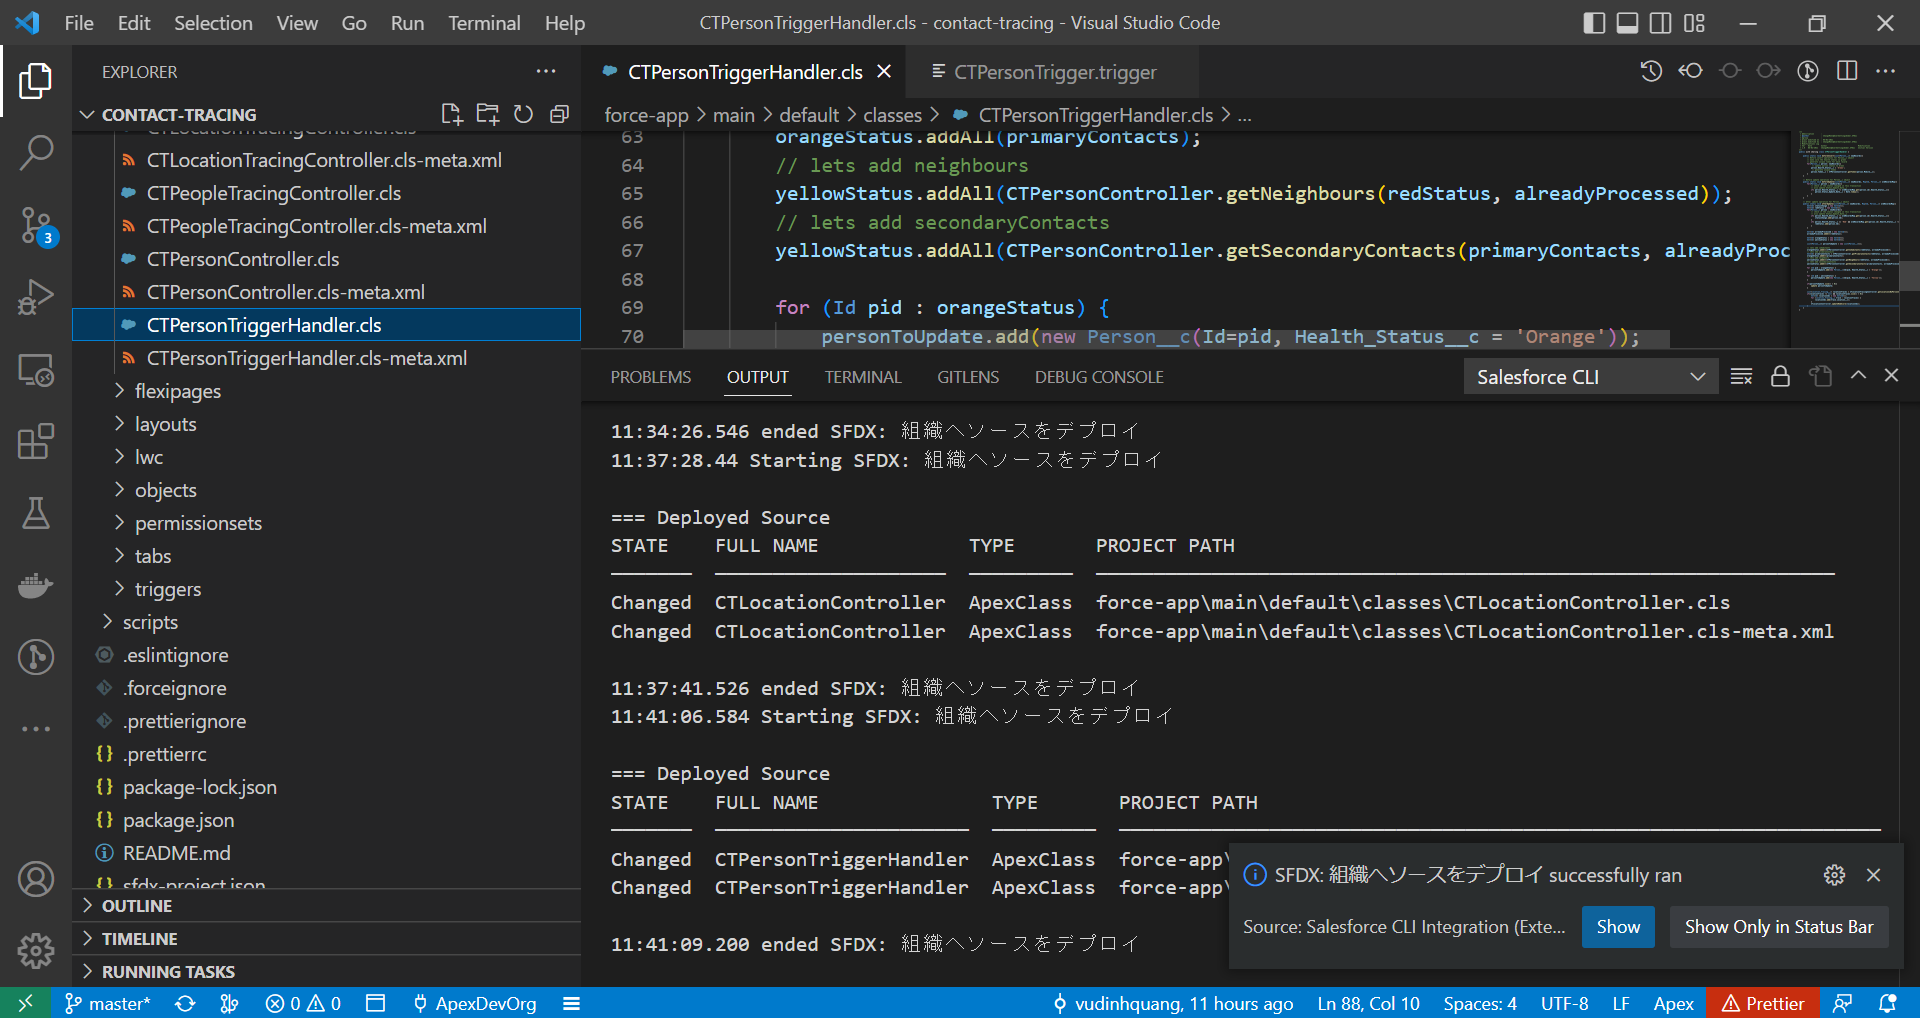 File Edit Selection View Go Run Terminal Help
CTPersonTriggerHandler.cls - contact-tracing - Visual Studio Code
EXPLORER
CONTACT-TRACING
CTLocationTracingController.cls
CTLocationTracingController.cls-meta.xml
CTPeopleTracingController.cls
CTPeopleTracingController.cls-meta.xml
CTPersonController.cls
CTPersonController.cls-meta.xml
CTPersonTriggerHandler.cls
CTPersonTriggerHandler.cls-meta.xml
flexipages
layouts
lwc
objects
permissionsets
tabs
triggers
scripts
.eslintignore
.forceignore
.prettierignore
.prettierrc
package-lock.json
package.json
README.md
sfdx-project.json
OUTLINE
TIMELINE
RUNNING TASKS
3
CTPersonTriggerHandler.cls
CTPersonTrigger.trigger
force-app > main > default > classes > CTPersonTriggerHandler.cls > ...
63 orangeStatus.addAll(primaryContacts);
64 // lets add neighbours
65 yellowStatus.addAll(CTPersonController.getNeighbours(redStatus, alreadyProcessed));
66 // lets add secondaryContacts
67 yellowStatus.addAll(CTPersonController.getSecondaryContacts(primaryContacts, alreadyProc
68
69 for (Id pid : orangeStatus) {
70 personToUpdate.add(new Person__c(Id=pid, Health_Status__c = 'Orange'));
PROBLEMS OUTPUT TERMINAL GITLENS DEBUG CONSOLE
Salesforce CLI
11:34:26.546 ended SFDX: 組織へソースをデプロイ
11:37:28.44 Starting SFDX: 組織へソースをデプロイ
=== Deployed Source
STATE FULL NAME TYPE PROJECT PATH
Changed CTLocationController ApexClass force-app\main\default\classes\CTLocationController.cls
Changed CTLocationController ApexClass force-app\main\default\classes\CTLocationController.cls-meta.xml
11:37:41.526 ended SFDX: 組織へソースをデプロイ
11:41:06.584 Starting SFDX: 組織へソースをデプロイ
=== Deployed Source
STATE FULL NAME TYPE PROJECT PATH
Changed CTPersonTriggerHandler ApexClass force-app\
Changed CTPersonTriggerHandler ApexClass force-app\
11:41:09.200 ended SFDX: 組織へソースをデプロイ
SFDX: 組織へソースをデプロイ successfully ran
Source: Salesforce CLI Integration (Exte...
Show
Show Only in Status Bar
master* 0 0 ApexDevOrg vudinhquang, 11 hours ago Ln 88, Col 10 Spaces: 4 UTF-8 LF Apex Prettier